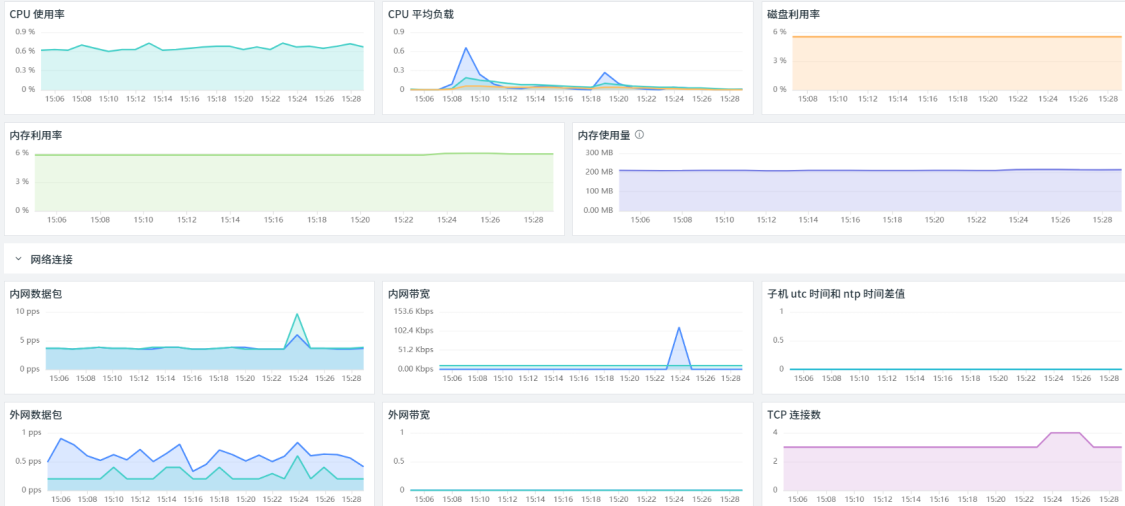 CPU 使用率
0.9 %
0.6 %
0.3 %
0 %
15:06 15:08 15:10 15:12 15:14 15:16 15:18 15:20 15:22 15:24 15:26 15:28
CPU 平均负载
0.9
0.6
0.3
0
15:06 15:08 15:10 15:12 15:14 15:16 15:18 15:20 15:22 15:24 15:26 15:28
磁盘利用率
6 %
3 %
0 %
15:08 15:10 15:12 15:14 15:16 15:18 15:20 15:22 15:24 15:26 15:28
内存利用率
6 %
3 %
0 %
15:06 15:08 15:10 15:12 15:14 15:16 15:18 15:20 15:22 15:24 15:26 15:28
内存使用量
300 MB
200 MB
100 MB
0.00 MB
15:06 15:08 15:10 15:12 15:14 15:16 15:18 15:20 15:22 15:24 15:26 15:28
网络连接
内网数据包
10 pps
5 pps
0 pps
15:06 15:08 15:10 15:12 15:14 15:16 15:18 15:20 15:22 15:24 15:26 15:28
内网带宽
153.6 Kbps
102.4 Kbps
51.2 Kbps
0.00 Kbps
15:06 15:08 15:10 15:12 15:14 15:16 15:18 15:20 15:22 15:24 15:26 15:28
子机 utc 时间和 ntp 时间差值
1
0.5
0
15:06 15:08 15:10 15:12 15:14 15:16 15:18 15:20 15:22 15:24 15:26 15:28
外网数据包
1 pps
0.5 pps
0 pps
15:06 15:08 15:10 15:12 15:14 15:16 15:18 15:20 15:22 15:24 15:26 15:28
外网带宽
1
0.5
0
15:06 15:08 15:10 15:12 15:14 15:16 15:18 15:20 15:22 15:24 15:26 15:28
TCP 连接数
4
2
0
15:06 15:08 15:10 15:12 15:14 15:16 15:18 15:20 15:22 15:24 15:26 15:28